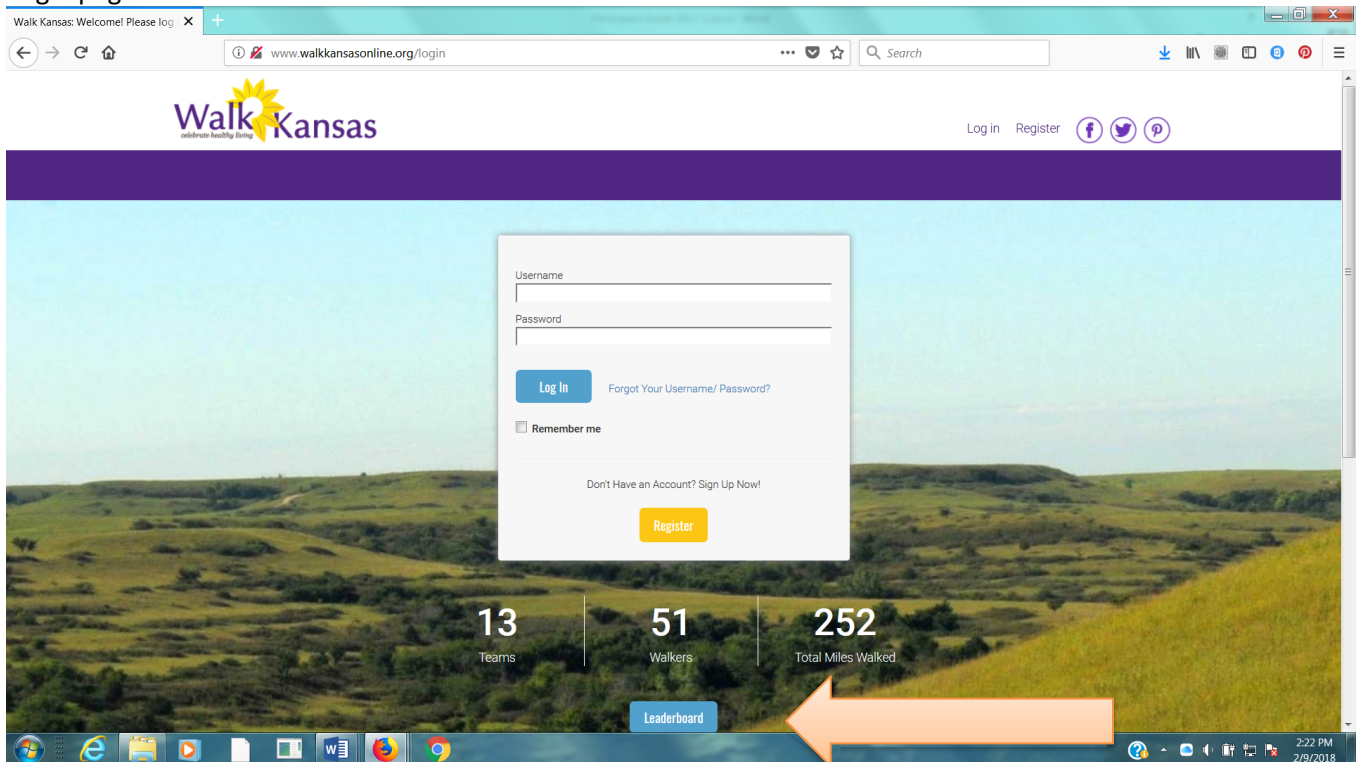 Walk Kansas: Welcome! Please log
www.walkkansasonline.org/login
Search
Walk Kansas
celebrate healthy living
Log in Register
Username
Password
Log In Forgot Your Username/ Password?
Remember me
Don't Have an Account? Sign Up Now!
Register
13 51 252
Teams Walkers Total Miles Walked
Leaderboard
2:22 PM
2/9/2018